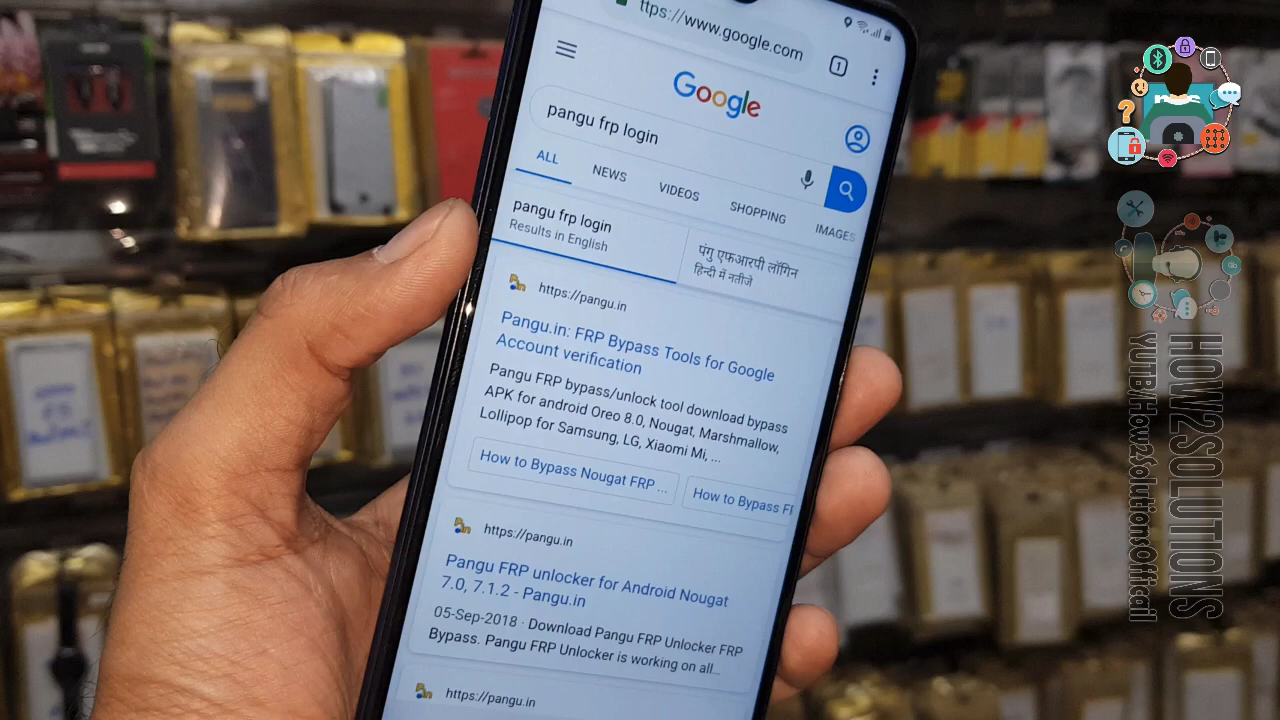 ttps://www.google.com
1
Google
pangu frp login
ALL
NEWS
VIDEOS
SHOPPING
IMAGES
pangu frp login
Results in English
पंगु एफआरपी लॉगिन
हिन्दी में नतीजे
https://pangu.in
Pangu.in: FRP Bypass Tools for Google
Account verification
Pangu FRP bypass/unlock tool download bypass
APK for android Oreo 8.0, Nougat, Marshmallow,
Lollipop for Samsung, LG, Xiaomi Mi, ...
How to Bypass Nougat FRP ...
How to Bypass F
https://pangu.in
Pangu FRP unlocker for Android Nougat
7.0, 7.1.2 - Pangu.in
05-Sep-2018 · Download Pangu FRP Unlocker FRP
Bypass. Pangu FRP Unlocker is working on all...
https://pangu.in
HOW2SOLUTIONS
YUTB/How2SolutionsOfficail